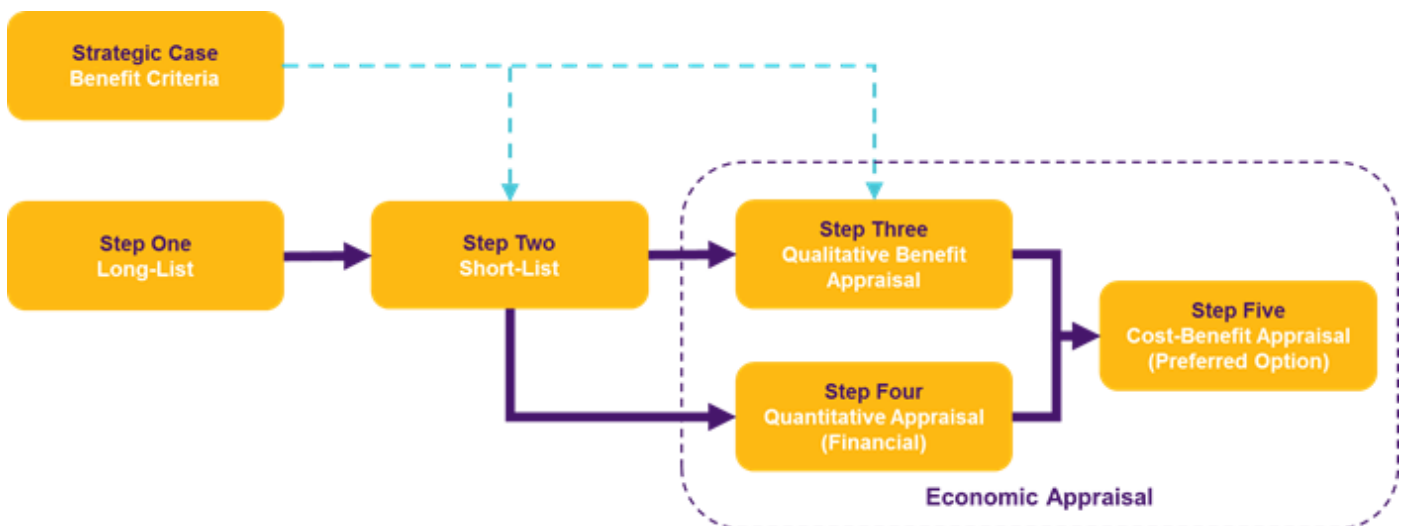 Strategic Case
Benefit Criteria
Step One
Long-List
Step Two
Short-List
Step Three
Qualitative Benefit
Appraisal
Step Four
Quantitative Appraisal
(Financial)
Step Five
Cost-Benefit Appraisal
(Preferred Option)
Economic Appraisal